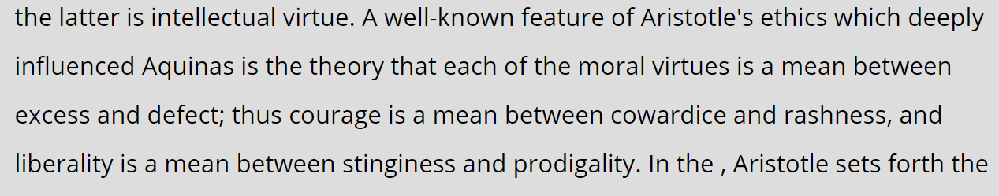 the latter is intellectual virtue. A well-known feature of Aristotle's ethics which deeply
influenced Aquinas is the theory that each of the moral virtues is a mean between
excess and defect; thus courage is a mean between cowardice and rashness, and
liberality is a mean between stinginess and prodigality. In the , Aristotle sets forth the